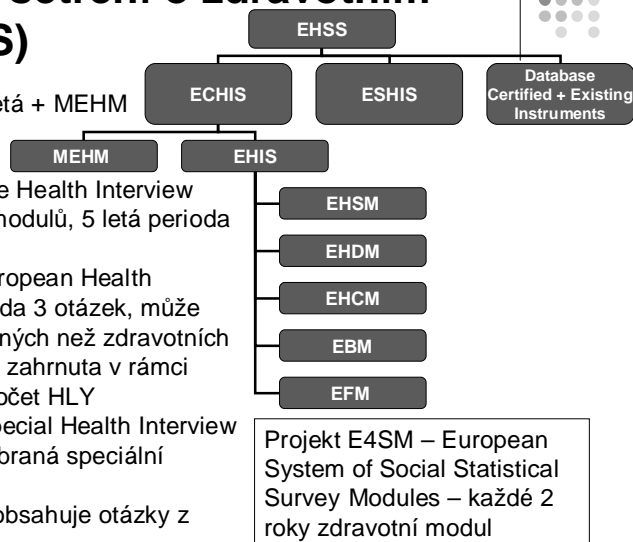 šetření o zdravotním
S)
EHSS
ECHIS
ESHIS
Database
Certified + Existing
Instruments
etá + MEHM
MEHM
EHIS
e Health Interview
modulů, 5 letá perioda
ropean Health
da 3 otázek, může
ných než zdravotních
zahrnuta v rámci
očet HLY
pecial Health Interview
braná speciální
obsahuje otázky z
EHSM
EHDM
EHCM
EBM
EFM
Projekt E4SM – European
System of Social Statistical
Survey Modules – každé 2
roky zdravotní modul